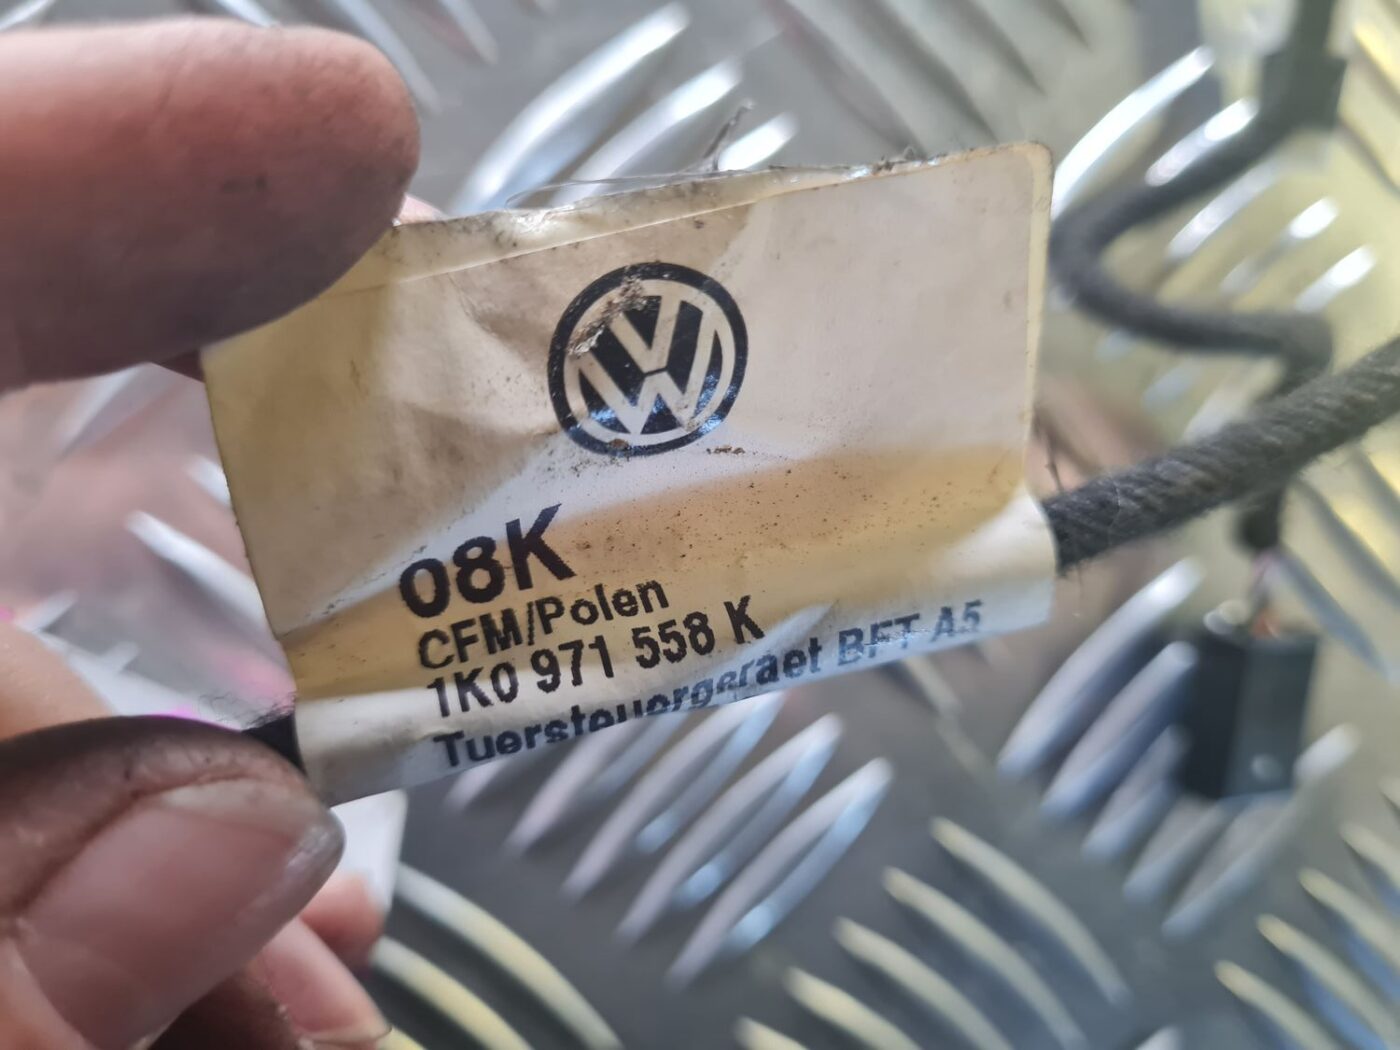 08K
CFM/Polen
1K0 971 558 K
Tuersteuergeraet BFT A5